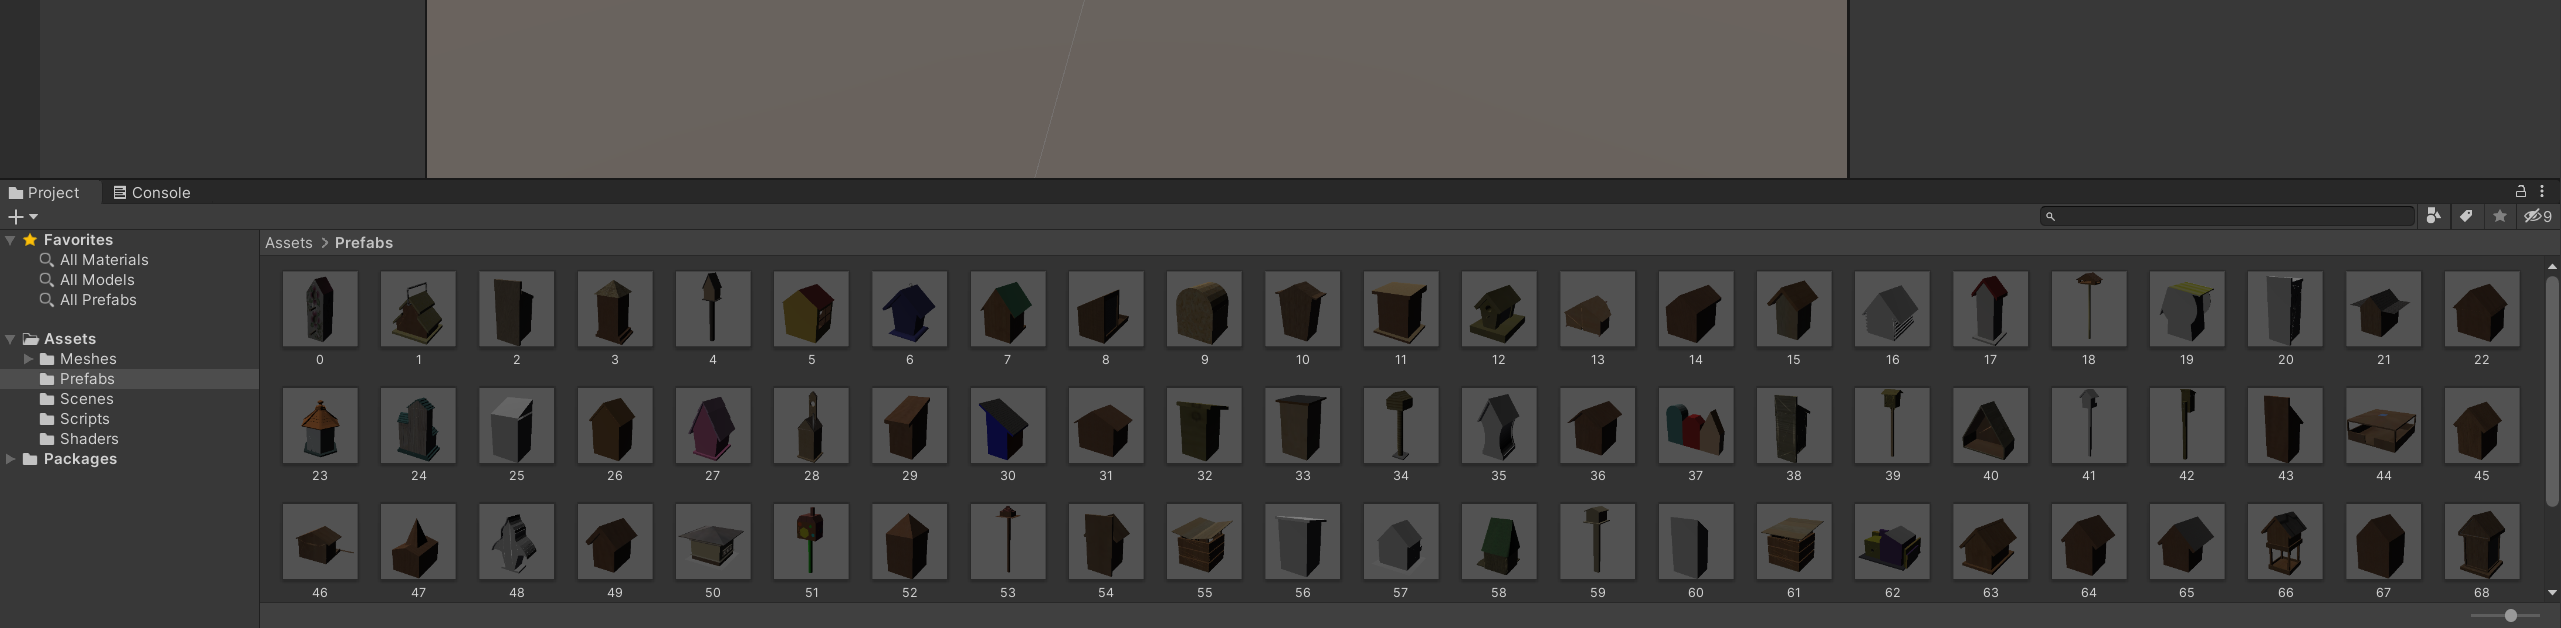 Project Console
9
Favorites
All Materials
All Models
All Prefabs
Assets
Meshes
Prefabs
Scenes
Scripts
Shaders
Packages
Assets > Prefabs
0 1 2 3 4 5 6 7 8 9 10 11 12 13 14 15 16 17 18 19 20 21 22
23 24 25 26 27 28 29 30 31 32 33 34 35 36 37 38 39 40 41 42 43 44 45
46 47 48 49 50 51 52 53 54 55 56 57 58 59 60 61 62 63 64 65 66 67 68